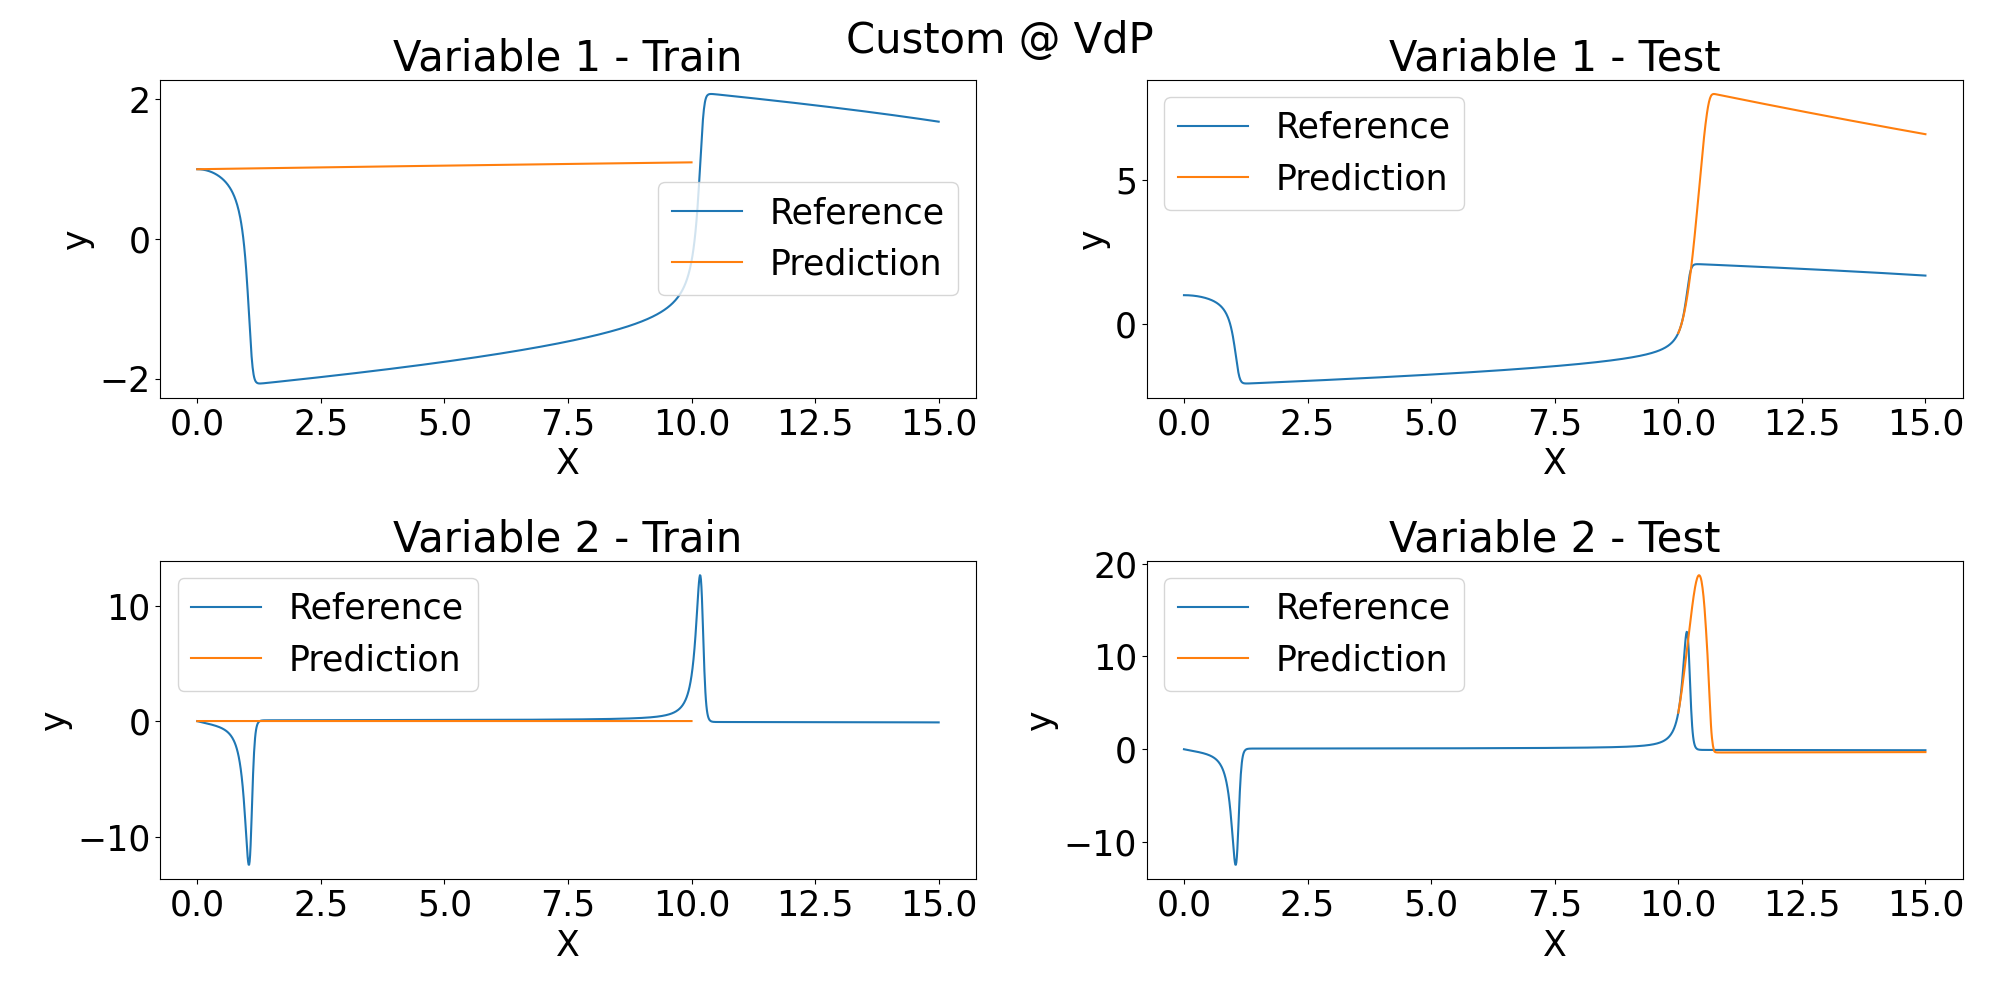 Custom @ VdP
Variable 1 - Train
2
0
−2
y
Reference
Prediction
0.0 2.5 5.0 7.5 10.0 12.5 15.0
X
Variable 1 - Test
5
0
y
Reference
Prediction
0.0 2.5 5.0 7.5 10.0 12.5 15.0
X
Variable 2 - Train
10
0
−10
y
Reference
Prediction
0.0 2.5 5.0 7.5 10.0 12.5 15.0
X
Variable 2 - Test
20
10
0
−10
y
Reference
Prediction
0.0 2.5 5.0 7.5 10.0 12.5 15.0
X